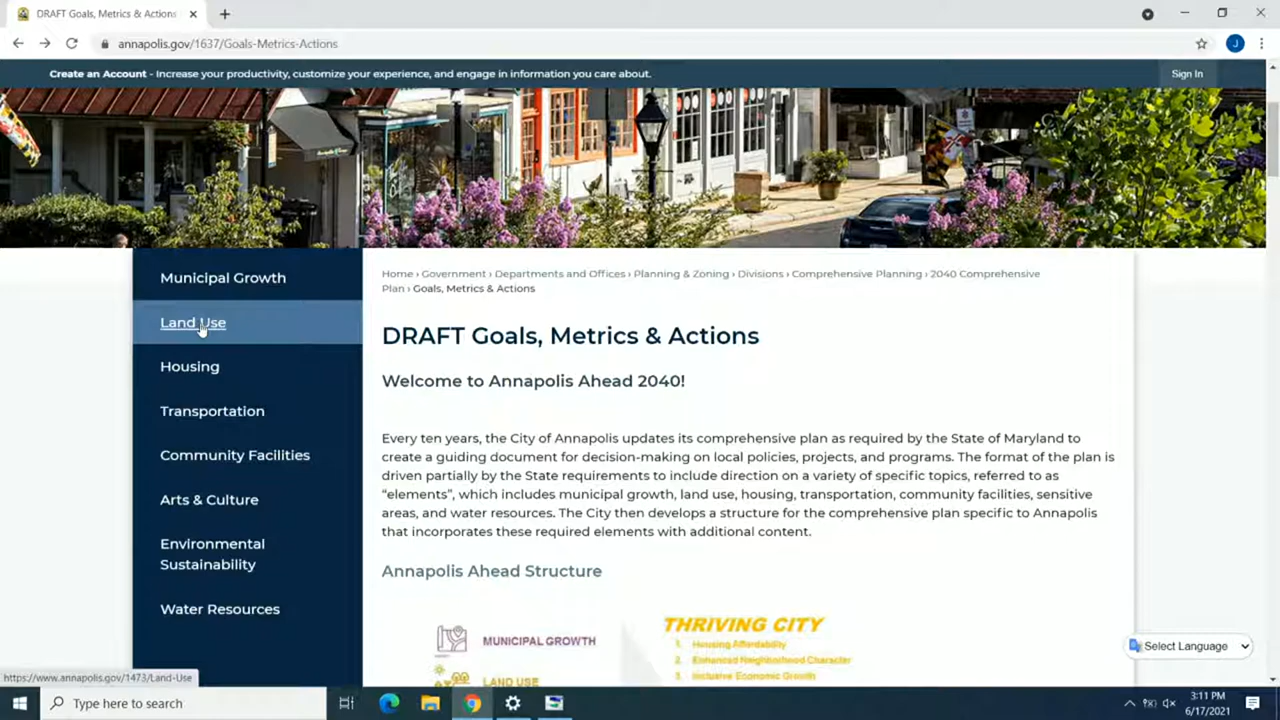 DRAFT Goals, Metrics & Actions
annapolis.gov/1637/Goals-Metrics-Actions
J
Create an Account - Increase your productivity, customize your experience, and engage in information you care about.
Sign In
Municipal Growth
Land Use
Housing
Transportation
Community Facilities
Arts & Culture
Environmental
Sustainability
Water Resources
Home › Government › Departments and Offices › Planning & Zoning › Divisions › Comprehensive Planning › 2040 Comprehensive
Plan › Goals, Metrics & Actions
DRAFT Goals, Metrics & Actions
Welcome to Annapolis Ahead 2040!
Every ten years, the City of Annapolis updates its comprehensive plan as required by the State of Maryland to
create a guiding document for decision-making on local policies, projects, and programs. The format of the plan is
driven partially by the State requirements to include direction on a variety of specific topics, referred to as
“elements”, which includes municipal growth, land use, housing, transportation, community facilities, sensitive
areas, and water resources. The City then develops a structure for the comprehensive plan specific to Annapolis
that incorporates these required elements with additional content.
Annapolis Ahead Structure
MUNICIPAL GROWTH
LAND USE
THRIVING CITY
1. Housing Affordability
2. Enhanced Neighborhood Character
3. Inclusive Economic Growth
Select Language
https://www.annapolis.gov/1473/Land-Use
Type here to search
3:11 PM
6/17/2021